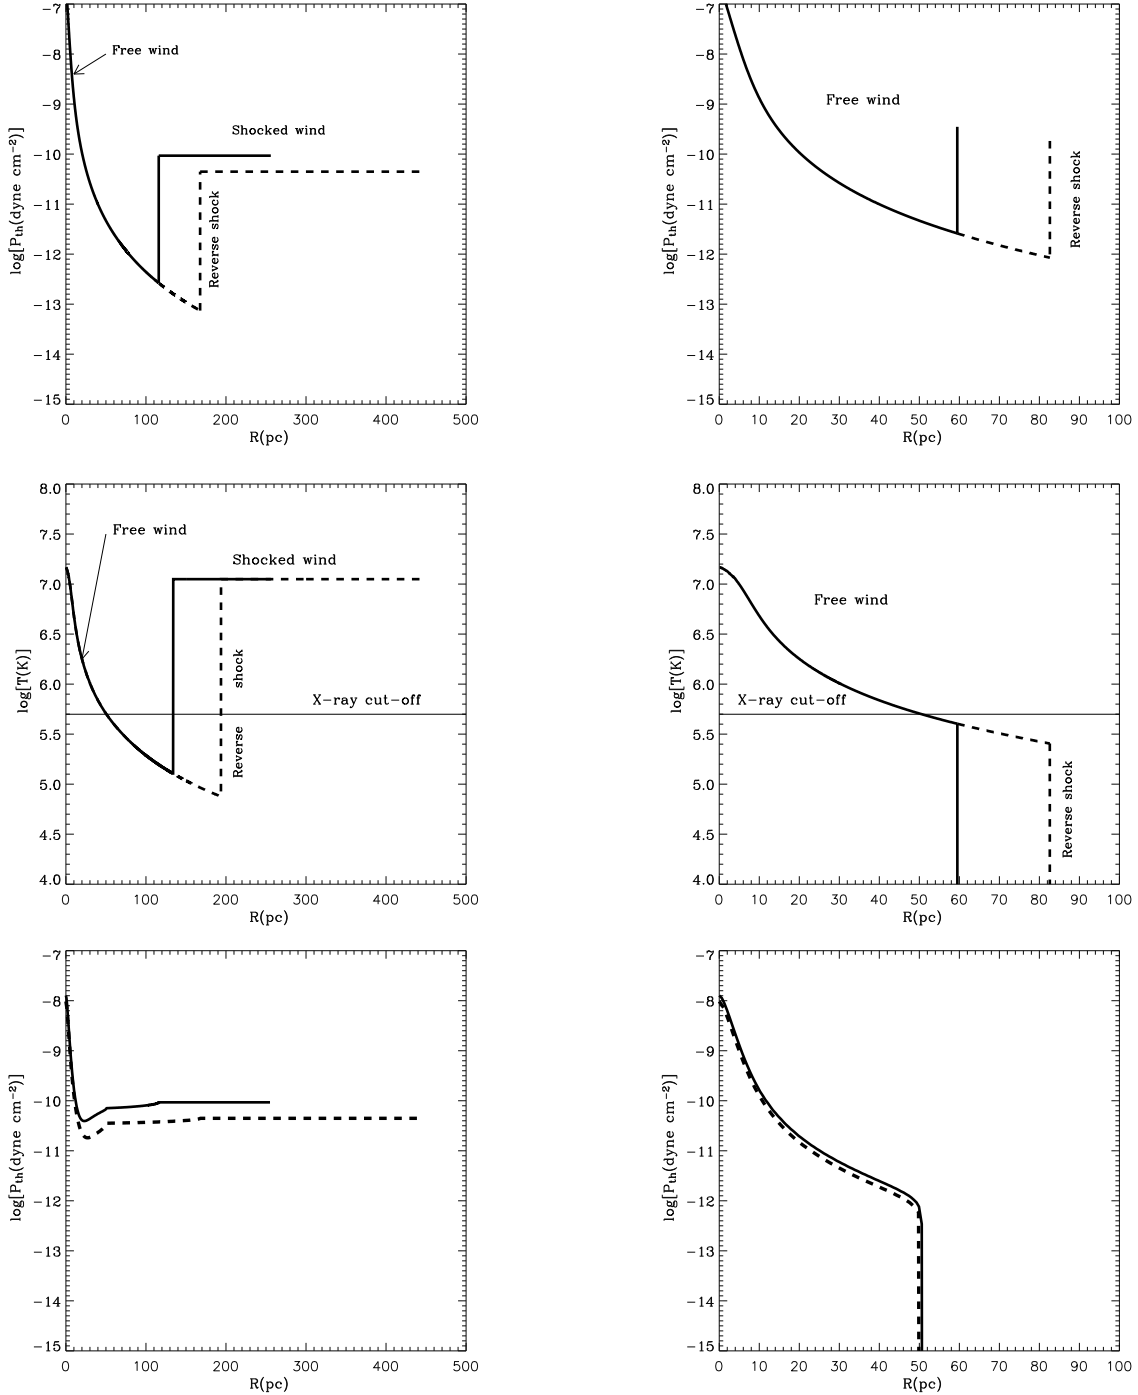 −7
−8
−9
−10
−11
−12
−13
−14
−15
log[P_th(dyne cm⁻²)]
Free wind
Shocked wind
Reverse shock
0 100 200 300 400 500
R(pc)
−7
−8
−9
−10
−11
−12
−13
−14
−15
log[P_th(dyne cm⁻²)]
Free wind
Reverse shock
0 10 20 30 40 50 60 70 80 90 100
R(pc)
8.0
7.5
7.0
6.5
6.0
5.5
5.0
4.5
4.0
log[T(K)]
Free wind
Shocked wind
Reverse shock
X−ray cut−off
0 100 200 300 400 500
R(pc)
8.0
7.5
7.0
6.5
6.0
5.5
5.0
4.5
4.0
log[T(K)]
Free wind
X−ray cut−off
Reverse shock
0 10 20 30 40 50 60 70 80 90 100
R(pc)
−7
−8
−9
−10
−11
−12
−13
−14
−15
log[P_th(dyne cm⁻²)]
0 100 200 300 400 500
R(pc)
−7
−8
−9
−10
−11
−12
−13
−14
−15
log[P_th(dyne cm⁻²)]
0 10 20 30 40 50 60 70 80 90 100
R(pc)